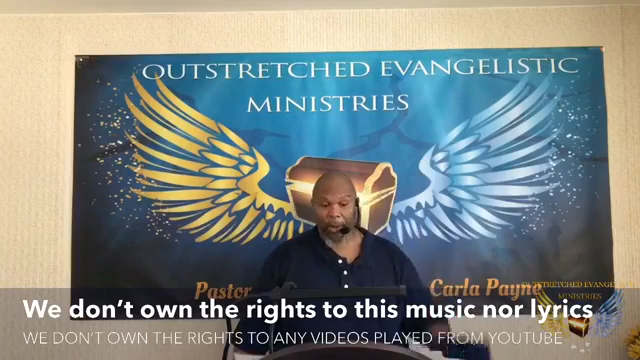 OUTSTRETCHED EVANGELISTIC
MINISTRIES
Pastor
Carla Payne
OUTSTRETCHED EVANGE
MINISTRIES
We don't own the rights to this music nor lyrics
WE DON'T OWN THE RIGHTS TO ANY VIDEOS PLAYED FROM YOUTUBE